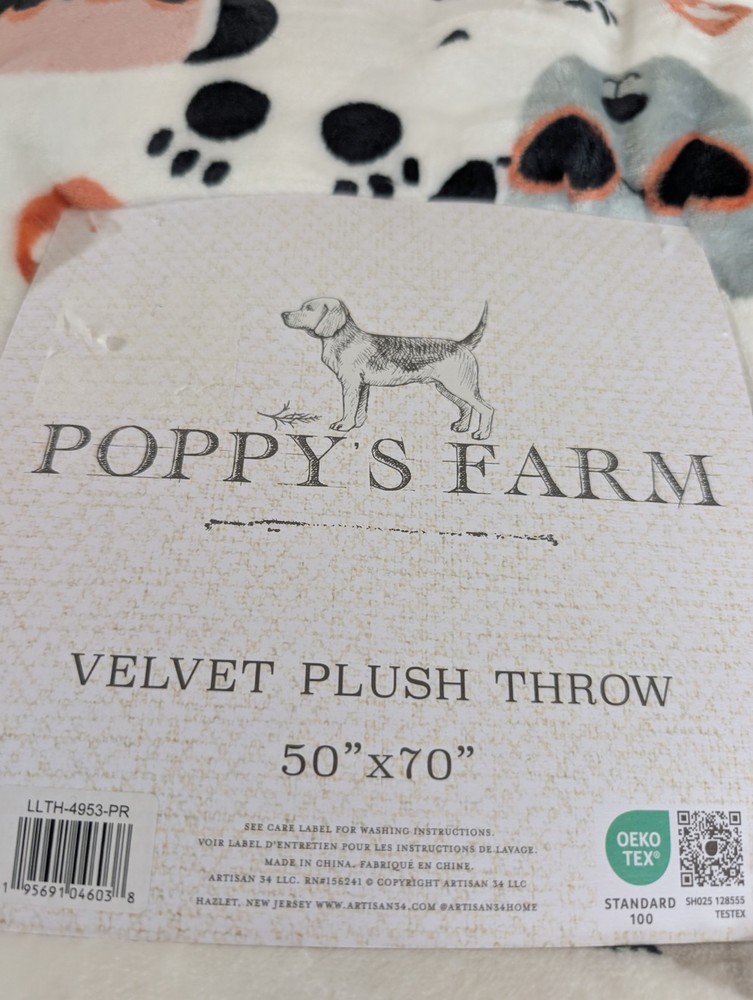 POPPY'S FARM
VELVET PLUSH THROW
50”x70”
LLTH-4953-PR
1 95691 04603 8
SEE CARE LABEL FOR WASHING INSTRUCTIONS.
VOIR LABEL D'ENTRETIEN POUR LES INSTRUCTIONS DE LAVAGE.
MADE IN CHINA. FABRIQUÉ EN CHINE.
ARTISAN 34 LLC. RN#156241 © COPYRIGHT ARTISAN 34 LLC
HAZLET, NEW JERSEY WWW.ARTISAN34.COM @ARTISAN34HOME
OEKO
TEX®
STANDARD
100
SH025 128555
TESTEX